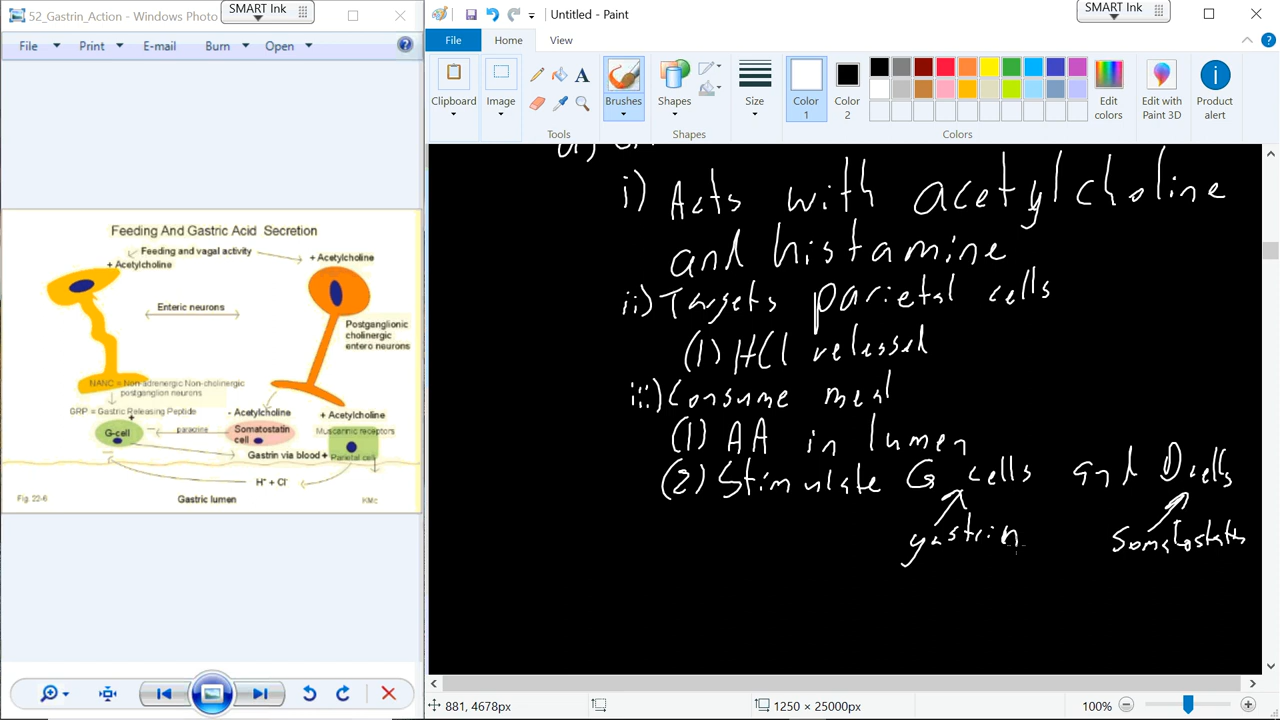 52_Gastrin_Action - Windows Photo
SMART Ink
File Print E-mail Burn Open
Feeding And Gastric Acid Secretion
Feeding and vagal activity
+ Acetylcholine
+ Acetylcholine
Enteric neurons
Postganglionic
cholinergic
entero neurons
NANC = Non adrenergic Non-cholinergic
postganglion neurons
GRP = Gastric Releasing Peptide
- Acetylcholine
+ Acetylcholine
+
G-cell
paracrine
Somatostatin
cell
Muscarinic receptors
Gastrin via blood +
Parietal cell
H⁺ + Cl⁻
Fig. 22-6
Gastric lumen
KMc
Untitled - Paint
SMART Ink
File Home View
Clipboard
Image
Tools
Brushes
Shapes
Shapes
Size
Color
1
Color
2
Edit
colors
Colors
Edit with
Paint 3D
Product
alert
i) Acts with acetylcholine
and histamine
ii) Targets parietal cells
(1) HCl released
iii) Consume meal
(1) AA in lumen
(2) Stimulate G cells and D cells
gastrin
881, 4678px
1250 × 25000px
100%